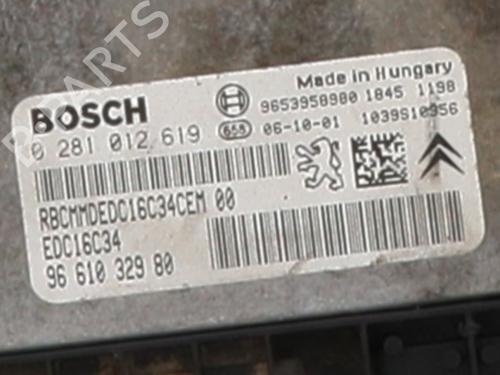 BOSCH
Made in Hungary
9653958980 1845 1198
0 281 012 619
658
06-10-01
1039S10956
RBCMMDEDC16C34CEM 00
EDC16C34
96 610 329 80